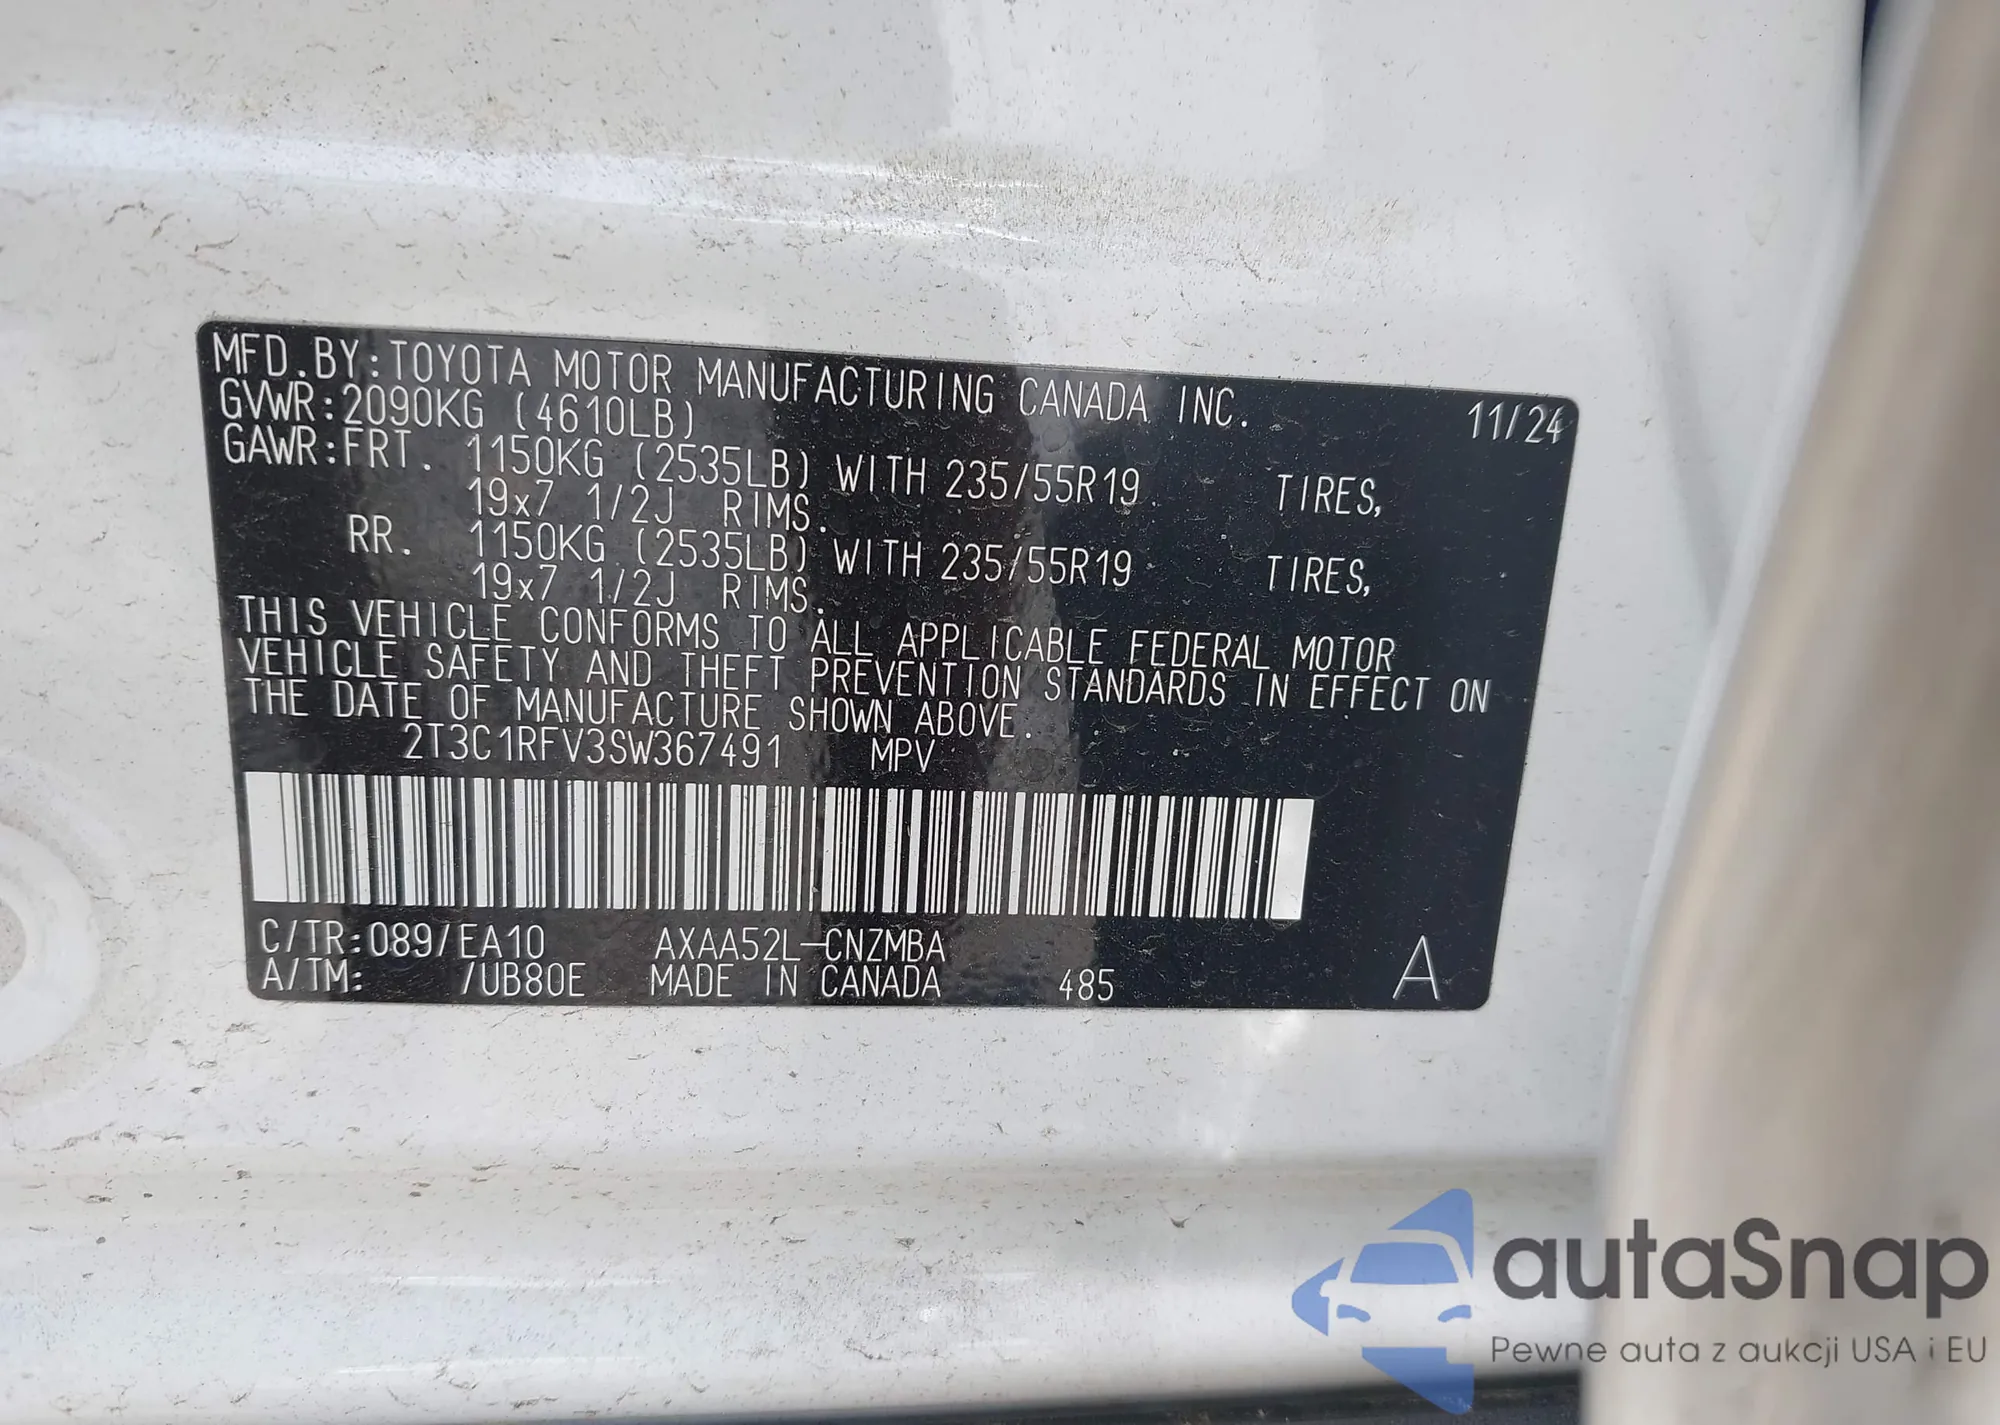 MFD.BY:TOYOTA MOTOR MANUFACTURING CANADA INC. 11/24
GVWR:2090KG (4610LB)
GAWR:FRT. 1150KG (2535LB) WITH 235/55R19 TIRES,
19x7 1/2J RIMS.
RR. 1150KG (2535LB) WITH 235/55R19 TIRES,
19x7 1/2J RIMS.
THIS VEHICLE CONFORMS TO ALL APPLICABLE FEDERAL MOTOR
VEHICLE SAFETY AND THEFT PREVENTION STANDARDS IN EFFECT ON
THE DATE OF MANUFACTURE SHOWN ABOVE.
2T3C1RFV3SW367491 MPV
C/TR:089/EA10 AXAA52L-CNZMBA
A/TM: /UB80E MADE IN CANADA 485 A
autaSnap
Pewne auta z aukcji USA i EU